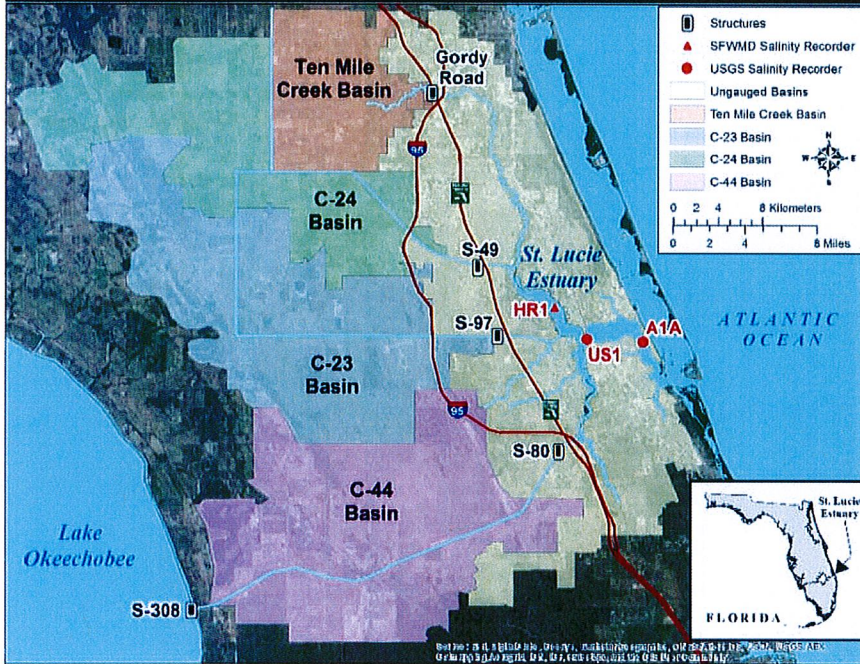 Ten Mile
Creek Basin
Gordy
Road
95
C-24
Basin
S-49
St. Lucie
Estuary
HR1
S-97
US1
A1A
ATLANTIC
OCEAN
C-23
Basin
95
S-80
C-44
Basin
Lake
Okeechobee
S-308
Structures
SFWMD Salinity Recorder
USGS Salinity Recorder
Ungauged Basins
Ten Mile Creek Basin
C-23 Basin
C-24 Basin
C-44 Basin
N
W E
S
0 4 8 Kilometers
0 2 4 8 Miles
St. Lucie
Estuary
FLORIDA